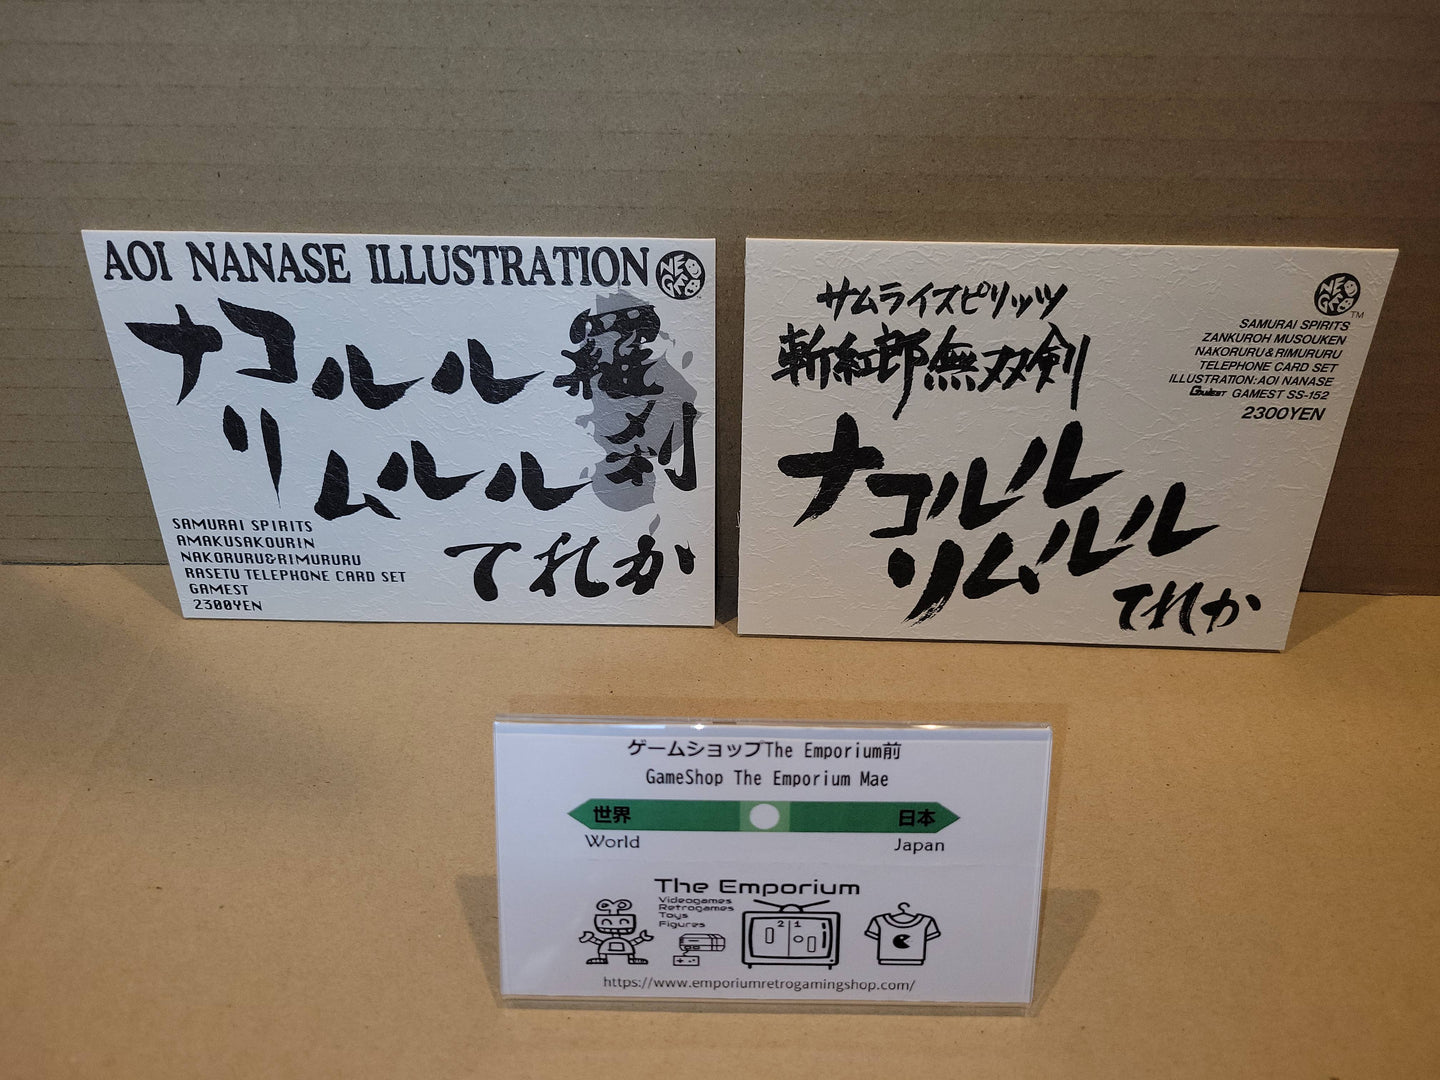 AOI NANASE ILLUSTRATION
NEO GEO
ナコルル
リムルル
羅刹
てれか
SAMURAI SPIRITS
AMAKUSAKOURIN
NAKORURU&RIMURURU
RASETU TELEPHONE CARD SET
GAMEST
2300YEN
サムライスピリッツ
斬紅郎無双剣
ナコルル
リムルル
てれか
NEO GEO
TM
SAMURAI SPIRITS
ZANKUROH MUSOUKEN
NAKORURU&RIMURURU
TELEPHONE CARD SET
ILLUSTRATION:AOI NANASE
GAMEST GAMEST SS-152
2300YEN
ゲームショップThe Emporium前
GameShop The Emporium Mae
世界 日本
World Japan
The Emporium
Videogames
Retrogames
Toys
Figures
2 1
https://www.emporiumretrogamingshop.com/